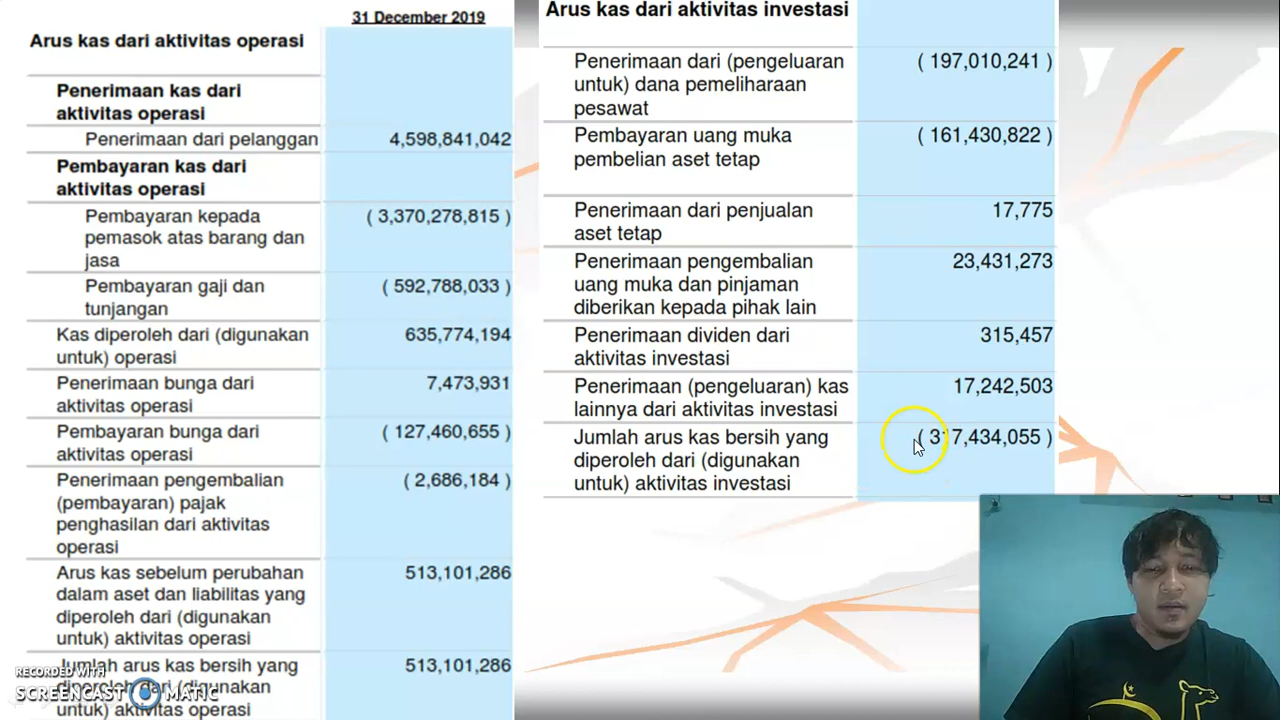 31 December 2019
Arus kas dari aktivitas operasi
Penerimaan kas dari
aktivitas operasi
Penerimaan dari pelanggan 4,598,841,042
Pembayaran kas dari
aktivitas operasi
Pembayaran kepada ( 3,370,278,815 )
pemasok atas barang dan
jasa
Pembayaran gaji dan ( 592,788,033 )
tunjangan
Kas diperoleh dari (digunakan 635,774,194
untuk) operasi
Penerimaan bunga dari 7,473,931
aktivitas operasi
Pembayaran bunga dari ( 127,460,655 )
aktivitas operasi
Penerimaan pengembalian ( 2,686,184 )
(pembayaran) pajak
penghasilan dari aktivitas
operasi
Arus kas sebelum perubahan 513,101,286
dalam aset dan liabilitas yang
diperoleh dari (digunakan
untuk) aktivitas operasi
Jumlah arus kas bersih yang 513,101,286
diperoleh dari (digunakan
untuk) aktivitas operasi
Arus kas dari aktivitas investasi
Penerimaan dari (pengeluaran ( 197,010,241 )
untuk) dana pemeliharaan
pesawat
Pembayaran uang muka ( 161,430,822 )
pembelian aset tetap
Penerimaan dari penjualan 17,775
aset tetap
Penerimaan pengembalian 23,431,273
uang muka dan pinjaman
diberikan kepada pihak lain
Penerimaan dividen dari 315,457
aktivitas investasi
Penerimaan (pengeluaran) kas 17,242,503
lainnya dari aktivitas investasi
Jumlah arus kas bersih yang ( 317,434,055 )
diperoleh dari (digunakan
untuk) aktivitas investasi
RECORDED WITH
SCREENCAST MATIC